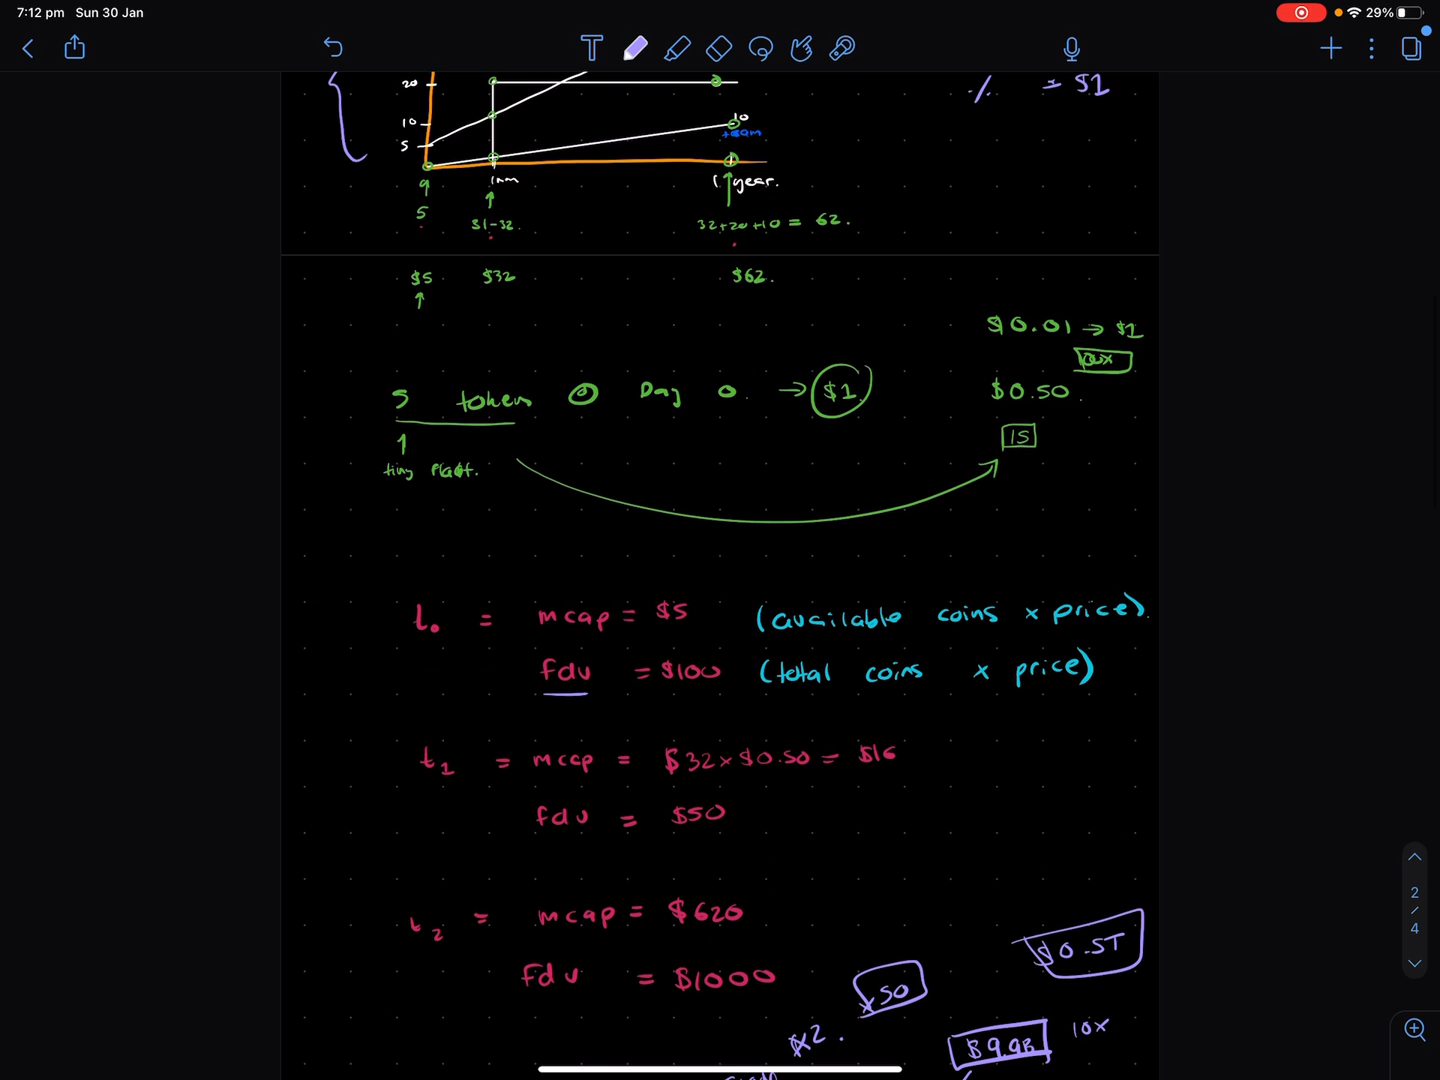 7:12 pm Sun 30 Jan
29%
T
20
10
5
1 year.
10
team
% = $1
9
5
31-32.
32+20+10 = 62.
$5 $32 $62.
$0.01 → $1
5 token @ Day 0. → $1
$0.50
15
tiny
t0 = mcap = $5 (available coins x price).
fdv = $100 (total coins x price)
t1 = mcap = $32 x $0.50 = $16
fdv = $50
t2 = mcap = $620
fdv = $1000
$0.5T
x50
x2.
$9.9B 10x
2
/
4